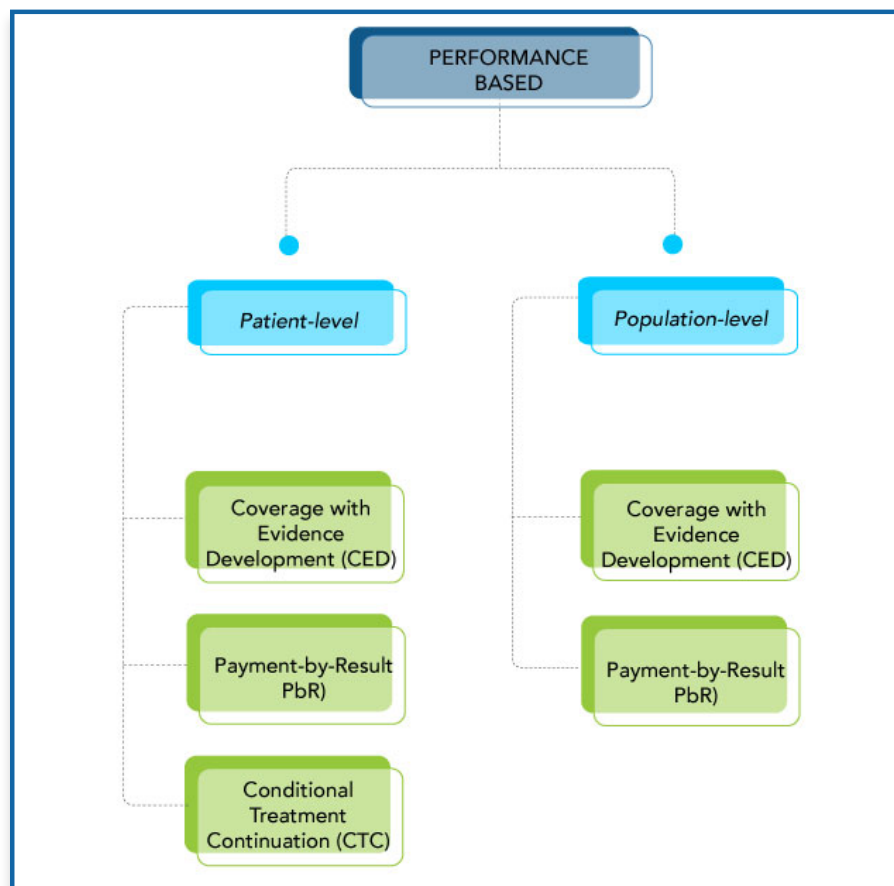 PERFORMANCE
BASED
Patient-level
Population-level
Coverage with
Evidence
Development (CED)
Coverage with
Evidence
Development (CED)
Payment-by-Result
PbR)
Payment-by-Result
PbR)
Conditional
Treatment
Continuation (CTC)